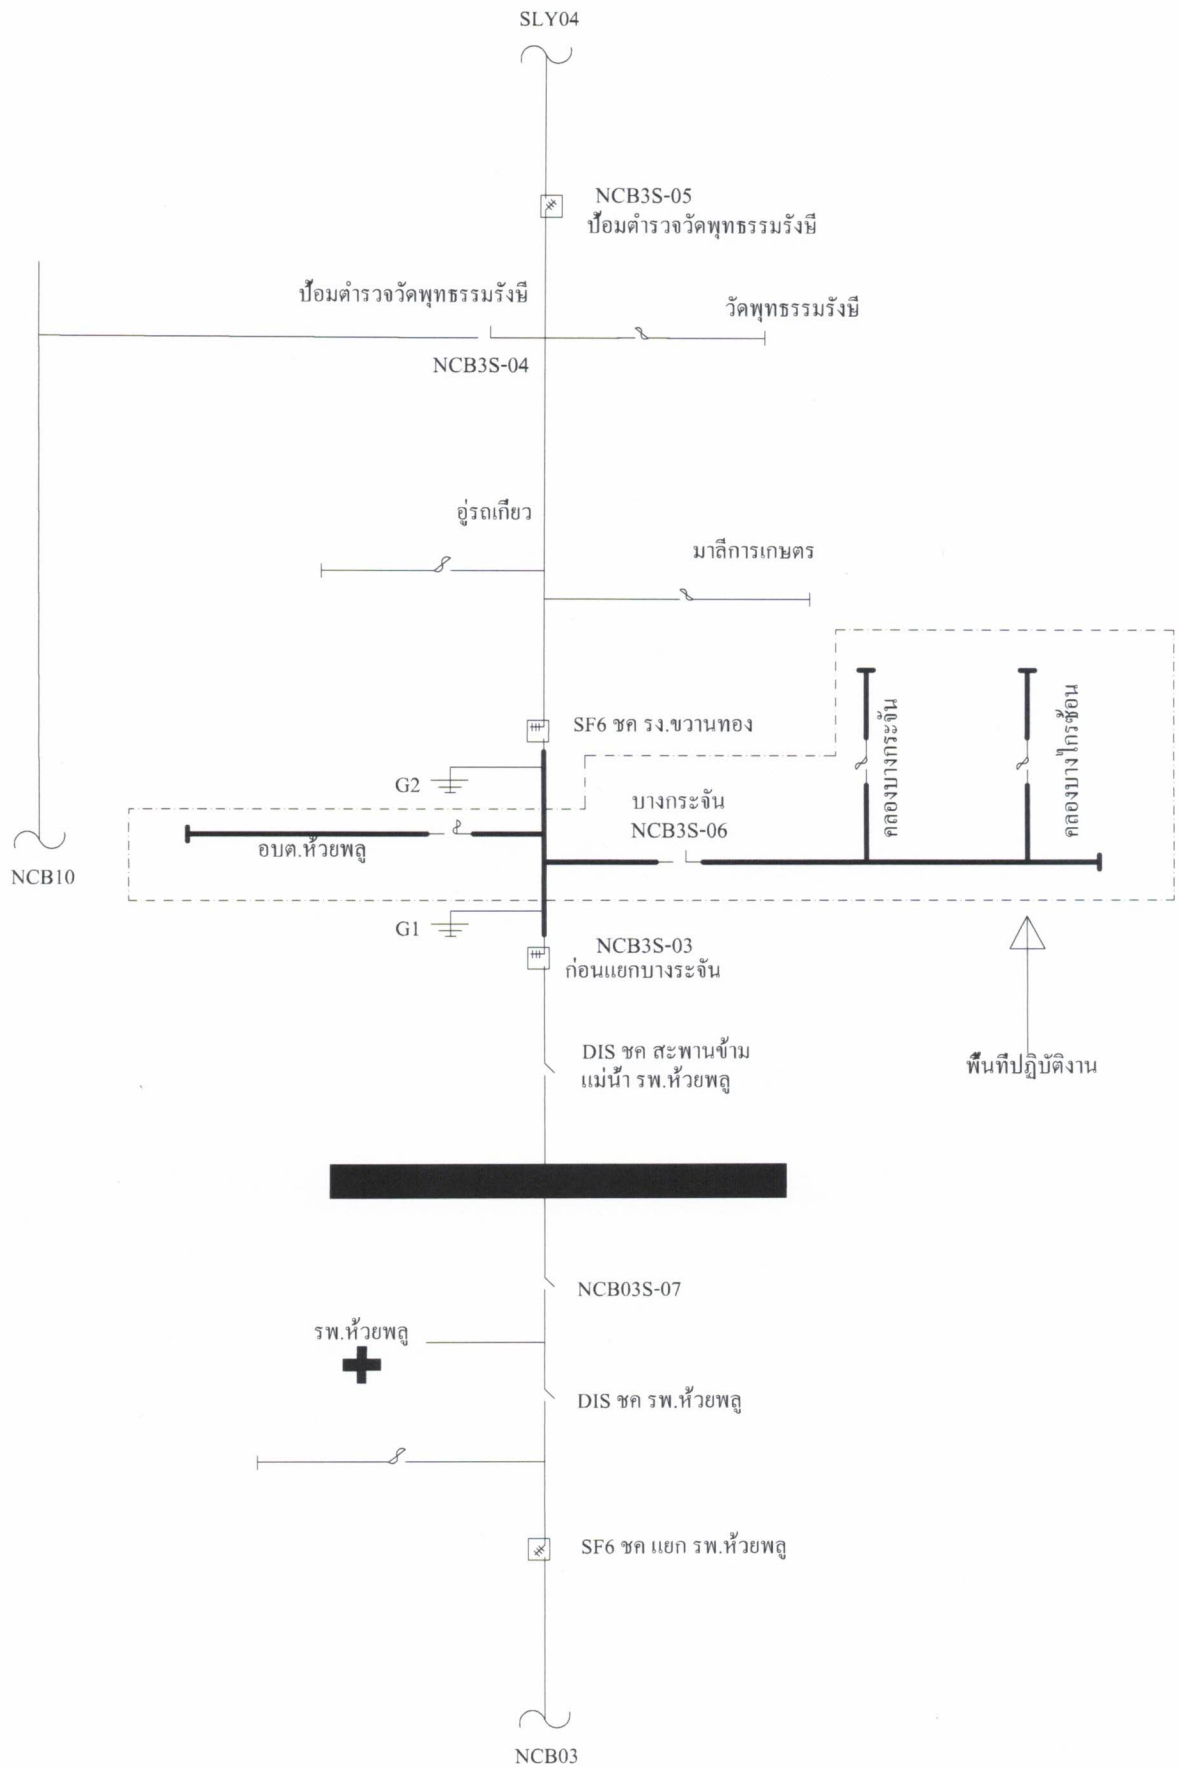 SLY04
NCB3S-05
ป้อมตำรวจวัดพุทธธรรมรังษี
ป้อมตำรวจวัดพุทธธรรมรังษี
วัดพุทธธรรมรังษี
NCB3S-04
อู่รถเกี่ยว
มาลีการเกษตร
SF6 ชค รง.ขวานทอง
คลองบางกระจัน
คลองบางไกรซ้อน
G2
บางกระจัน
NCB3S-06
อบต.ห้วยพลู
NCB10
G1
NCB3S-03
ก่อนแยกบางระจัน
DIS ชค สะพานข้าม
แม่น้ำ รพ.ห้วยพลู
พื้นที่ปฏิบัติงาน
NCB03S-07
รพ.ห้วยพลู
DIS ชค รพ.ห้วยพลู
SF6 ชค แยก รพ.ห้วยพลู
NCB03